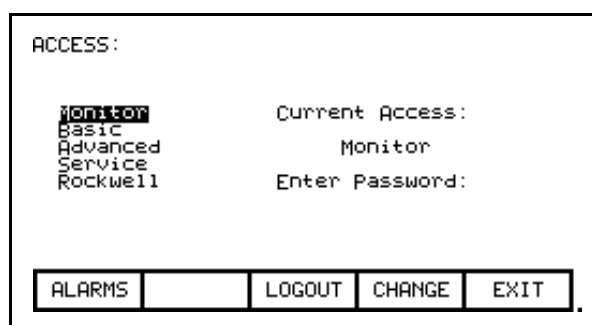 ACCESS:
Monitor
Basic
Advanced
Service
Rockwell
Current Access:
Monitor
Enter Password:
ALARMS LOGOUT CHANGE EXIT